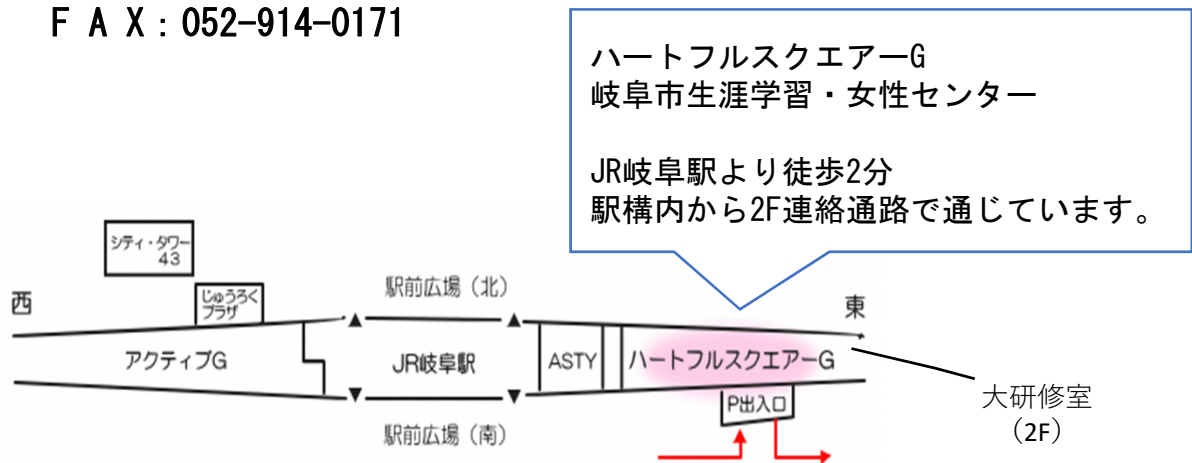 ＦＡＸ：052-914-0171
ハートフルスクエアーG
岐阜市生涯学習・女性センター
JR岐阜駅より徒歩2分
駅構内から2F連絡通路で通じています。
シティ・タワー
43
じゅうろく
プラザ
駅前広場（北）
西
東
アクティブG
JR岐阜駅
ASTY
ハートフルスクエアーG
P出入口
大研修室
（2F）
駅前広場（南）